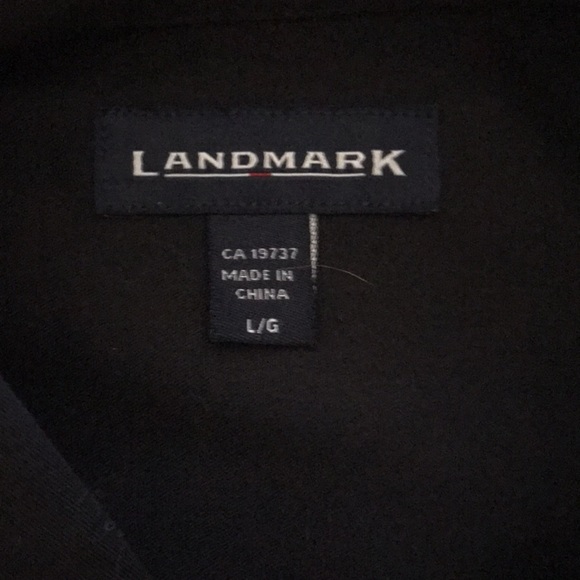 LANDMARK
CA 19737
MADE IN
CHINA
L/G